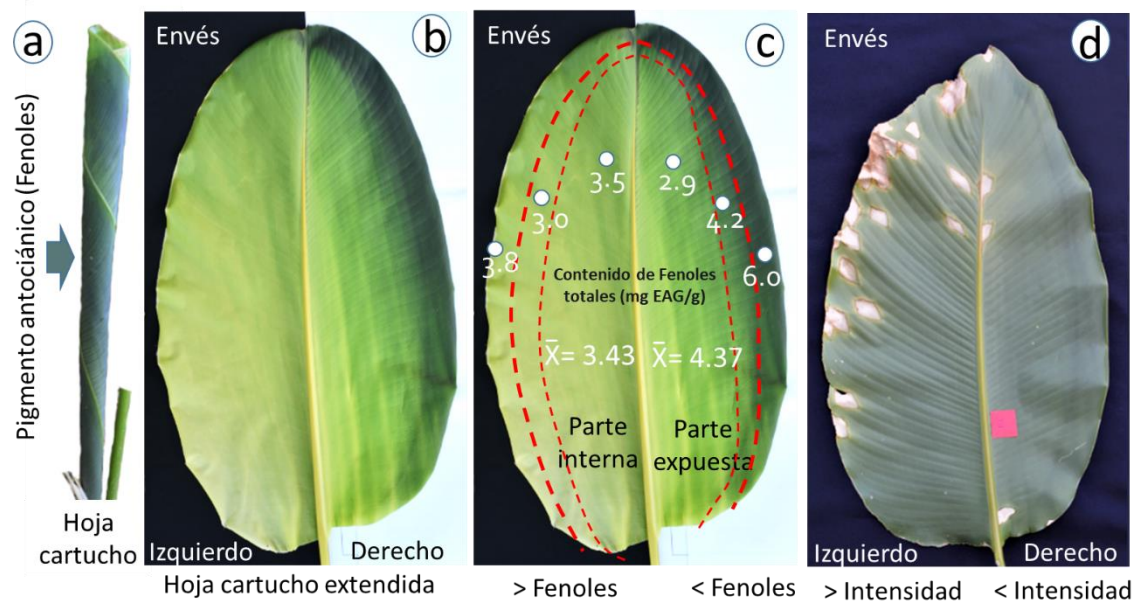 a
Pigmento antociánico (Fenoles)
Hoja
cartucho
Envés
b
Izquierdo
Derecho
Hoja cartucho extendida
Envés
c
3.8
3.0
3.5
2.9
4.2
6.0
Contenido de Fenoles
totales (mg EAG/g)
X̄= 3.43
X̄= 4.37
Parte
interna
Parte
expuesta
> Fenoles
< Fenoles
Envés
d
Izquierdo
Derecho
> Intensidad
< Intensidad